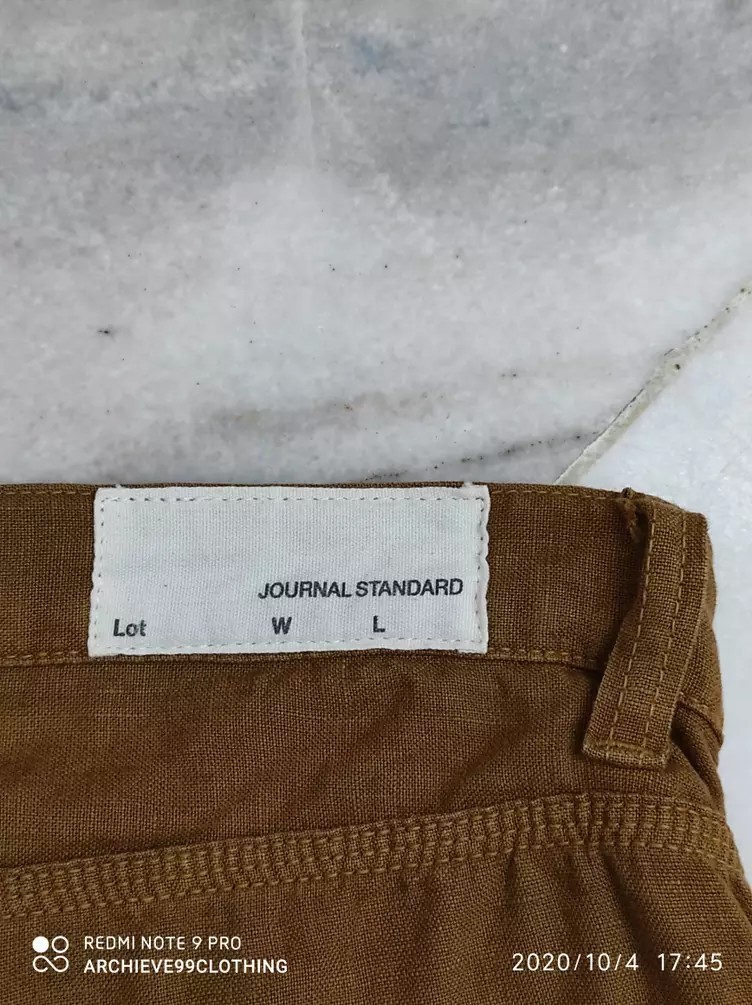 JOURNAL STANDARD
Lot W L
REDMI NOTE 9 PRO
ARCHIEVE99CLOTHING
2020/10/4 17:45